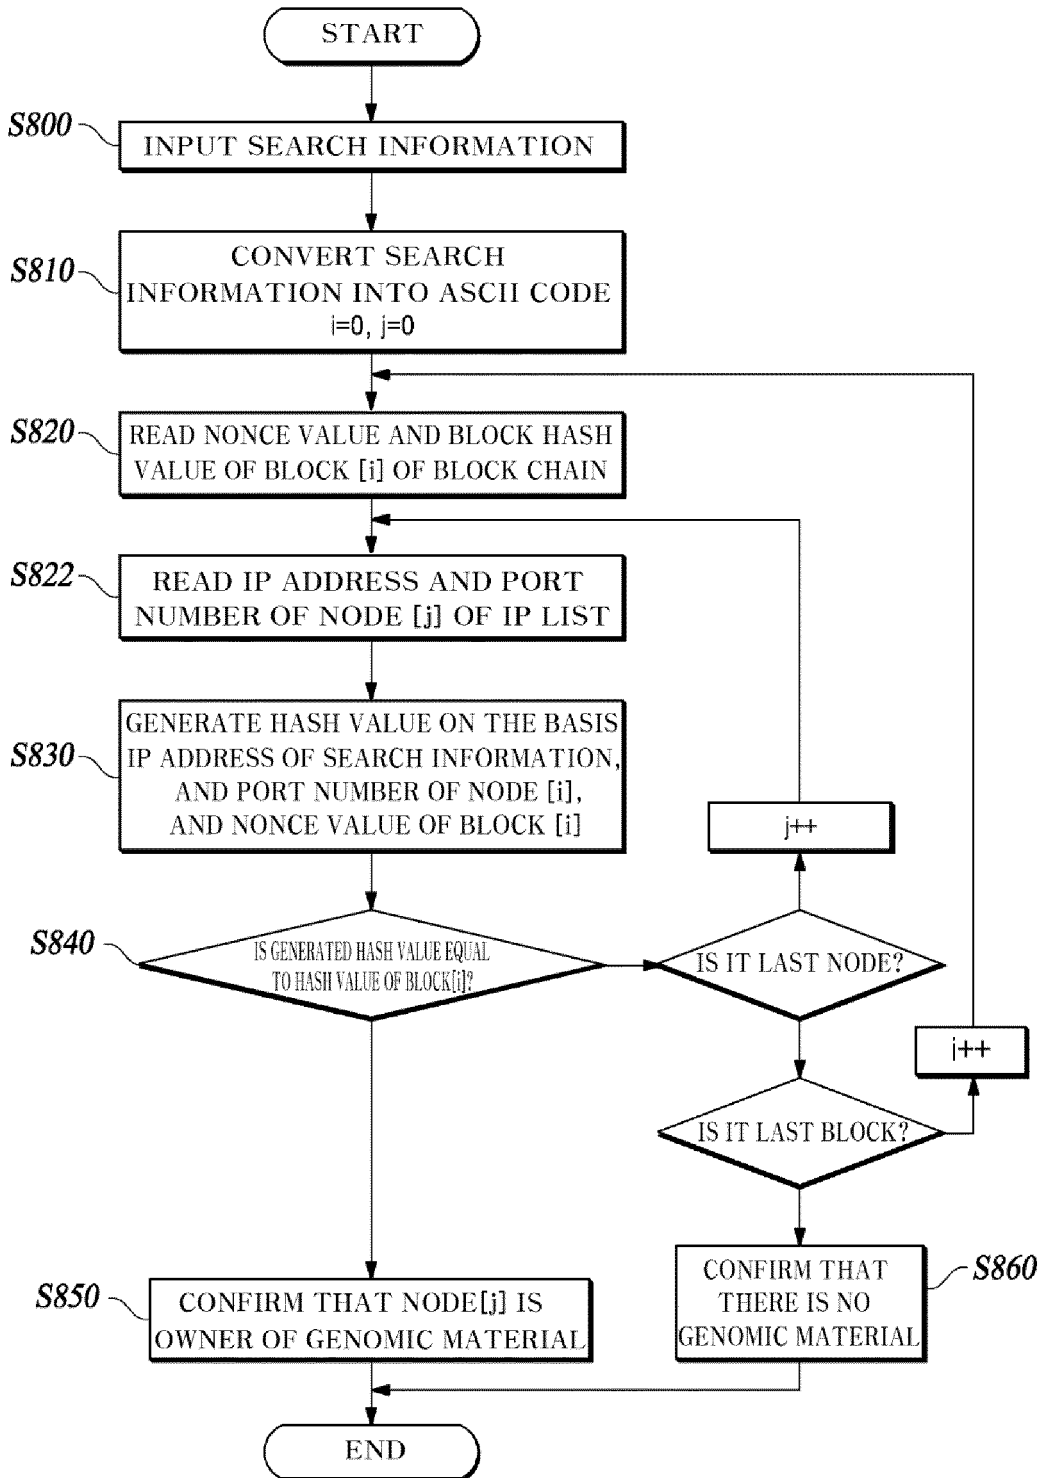 START
S800
INPUT SEARCH INFORMATION
S810
CONVERT SEARCH
INFORMATION INTO ASCII CODE
i=0, j=0
S820
READ NONCE VALUE AND BLOCK HASH
VALUE OF BLOCK [i] OF BLOCK CHAIN
S822
READ IP ADDRESS AND PORT
NUMBER OF NODE [j] OF IP LIST
S830
GENERATE HASH VALUE ON THE BASIS
IP ADDRESS OF SEARCH INFORMATION,
AND PORT NUMBER OF NODE [i],
AND NONCE VALUE OF BLOCK [i]
j++
S840
IS GENERATED HASH VALUE EQUAL
TO HASH VALUE OF BLOCK[i]?
IS IT LAST NODE?
j++
IS IT LAST BLOCK?
S850
CONFIRM THAT NODE[j] IS
OWNER OF GENOMIC MATERIAL
S860
CONFIRM THAT
THERE IS NO
GENOMIC MATERIAL
END